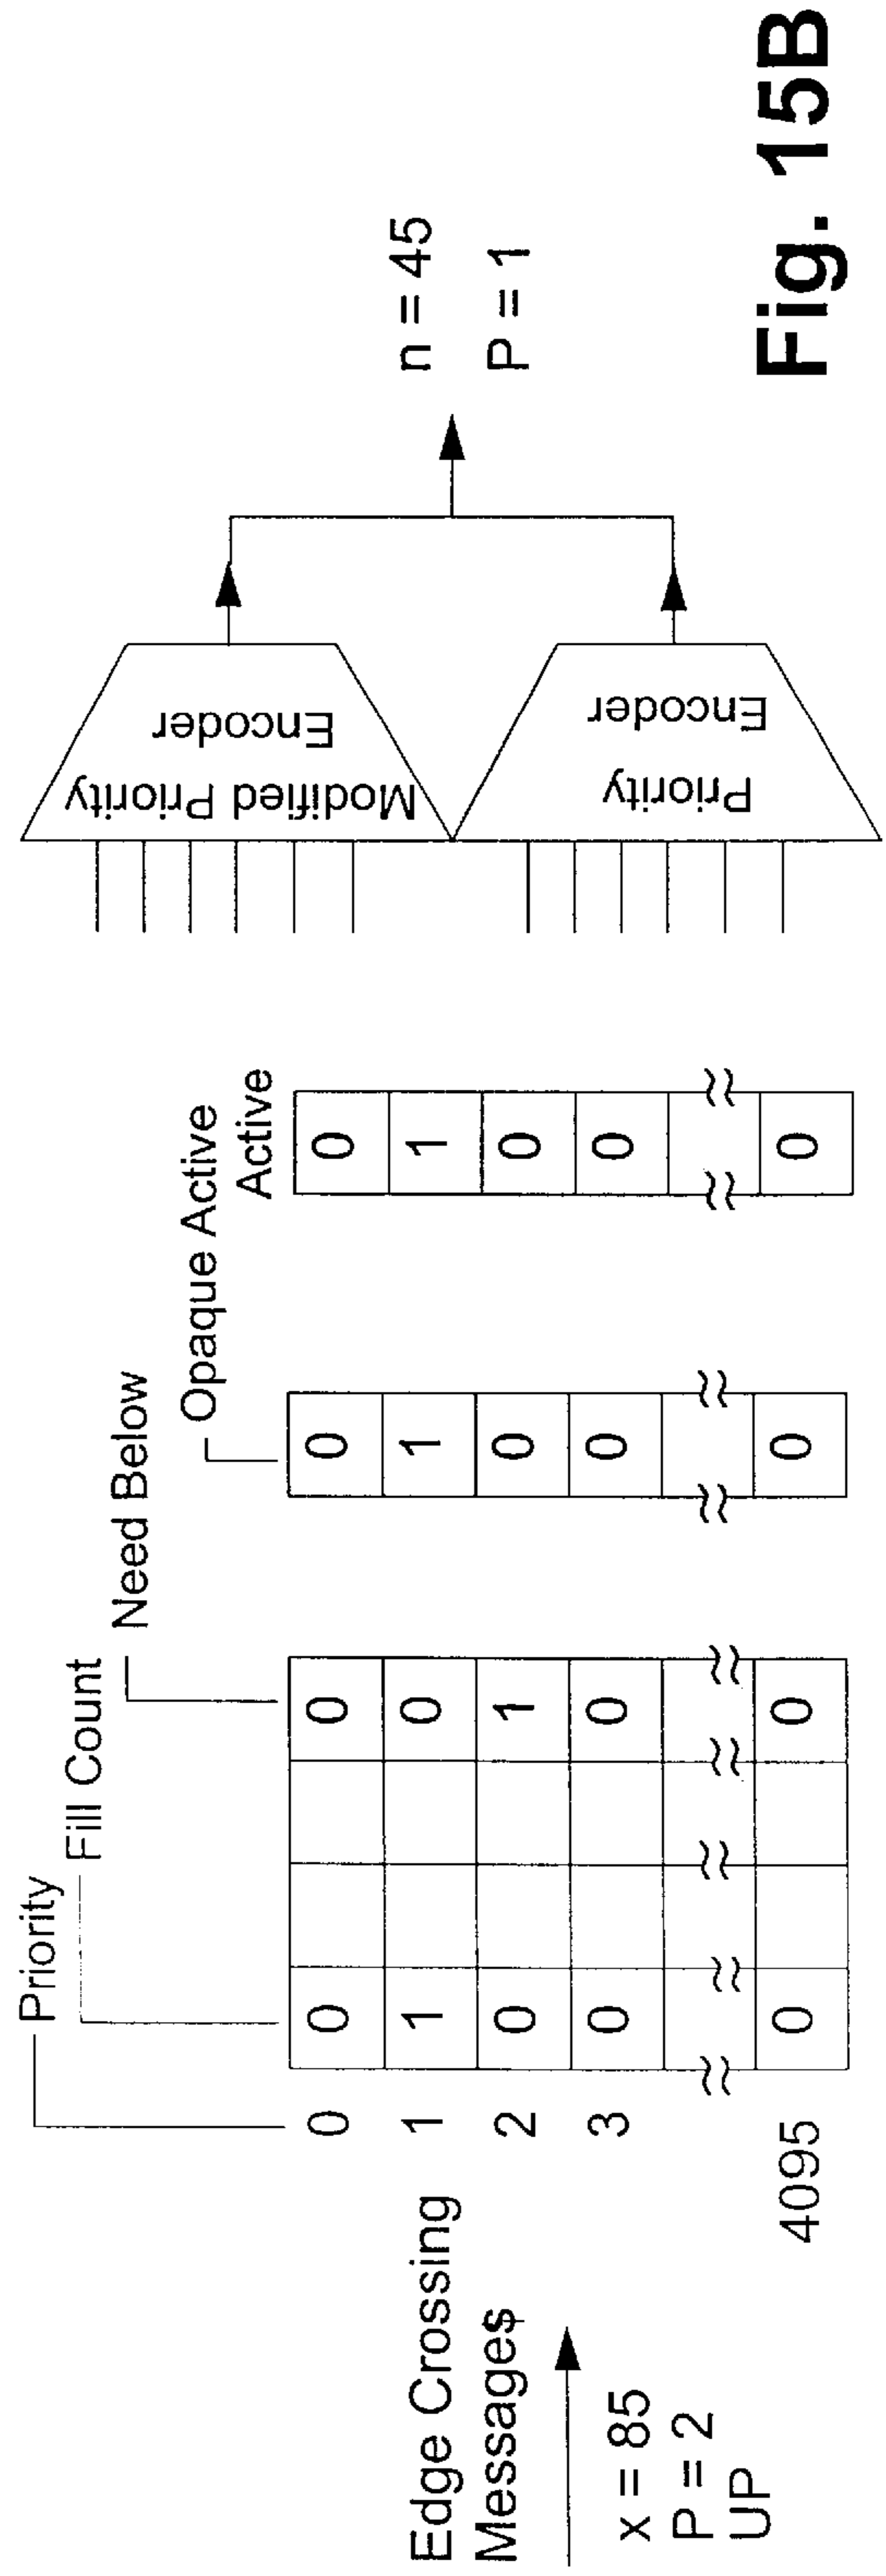 Priority
Fill Count
Need Below
Opaque Active
Active
Edge Crossing
Messages
x = 85
P = 2
UP
0 0 0 0 0
1 1 0 1 1
2 0 1 0 0
3 0 0 0 0
4095 0 0 0 0
Modified Priority
Encoder
Priority
Encoder
n = 45
P = 1
Fig. 15B